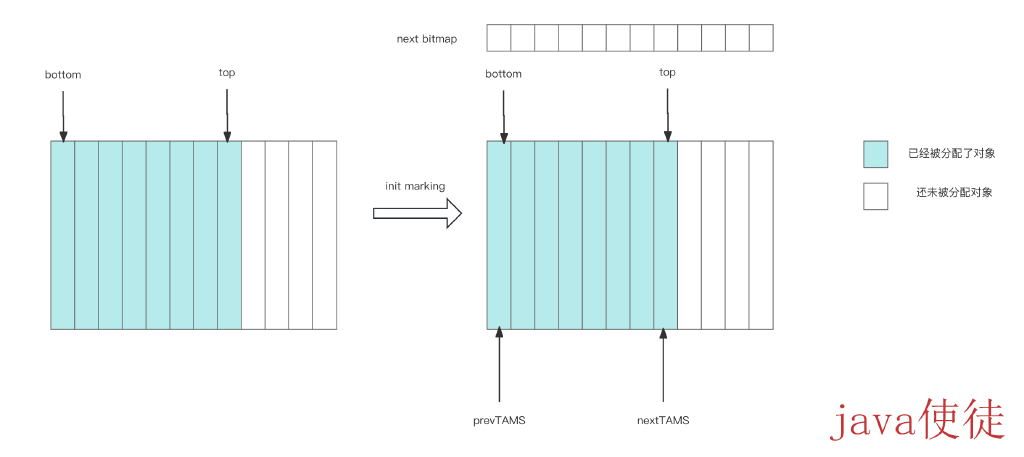 next bitmap
bottom
top
bottom
top
init marking
已经被分配了对象
还未被分配对象
prevTAMS
nextTAMS
java使徒